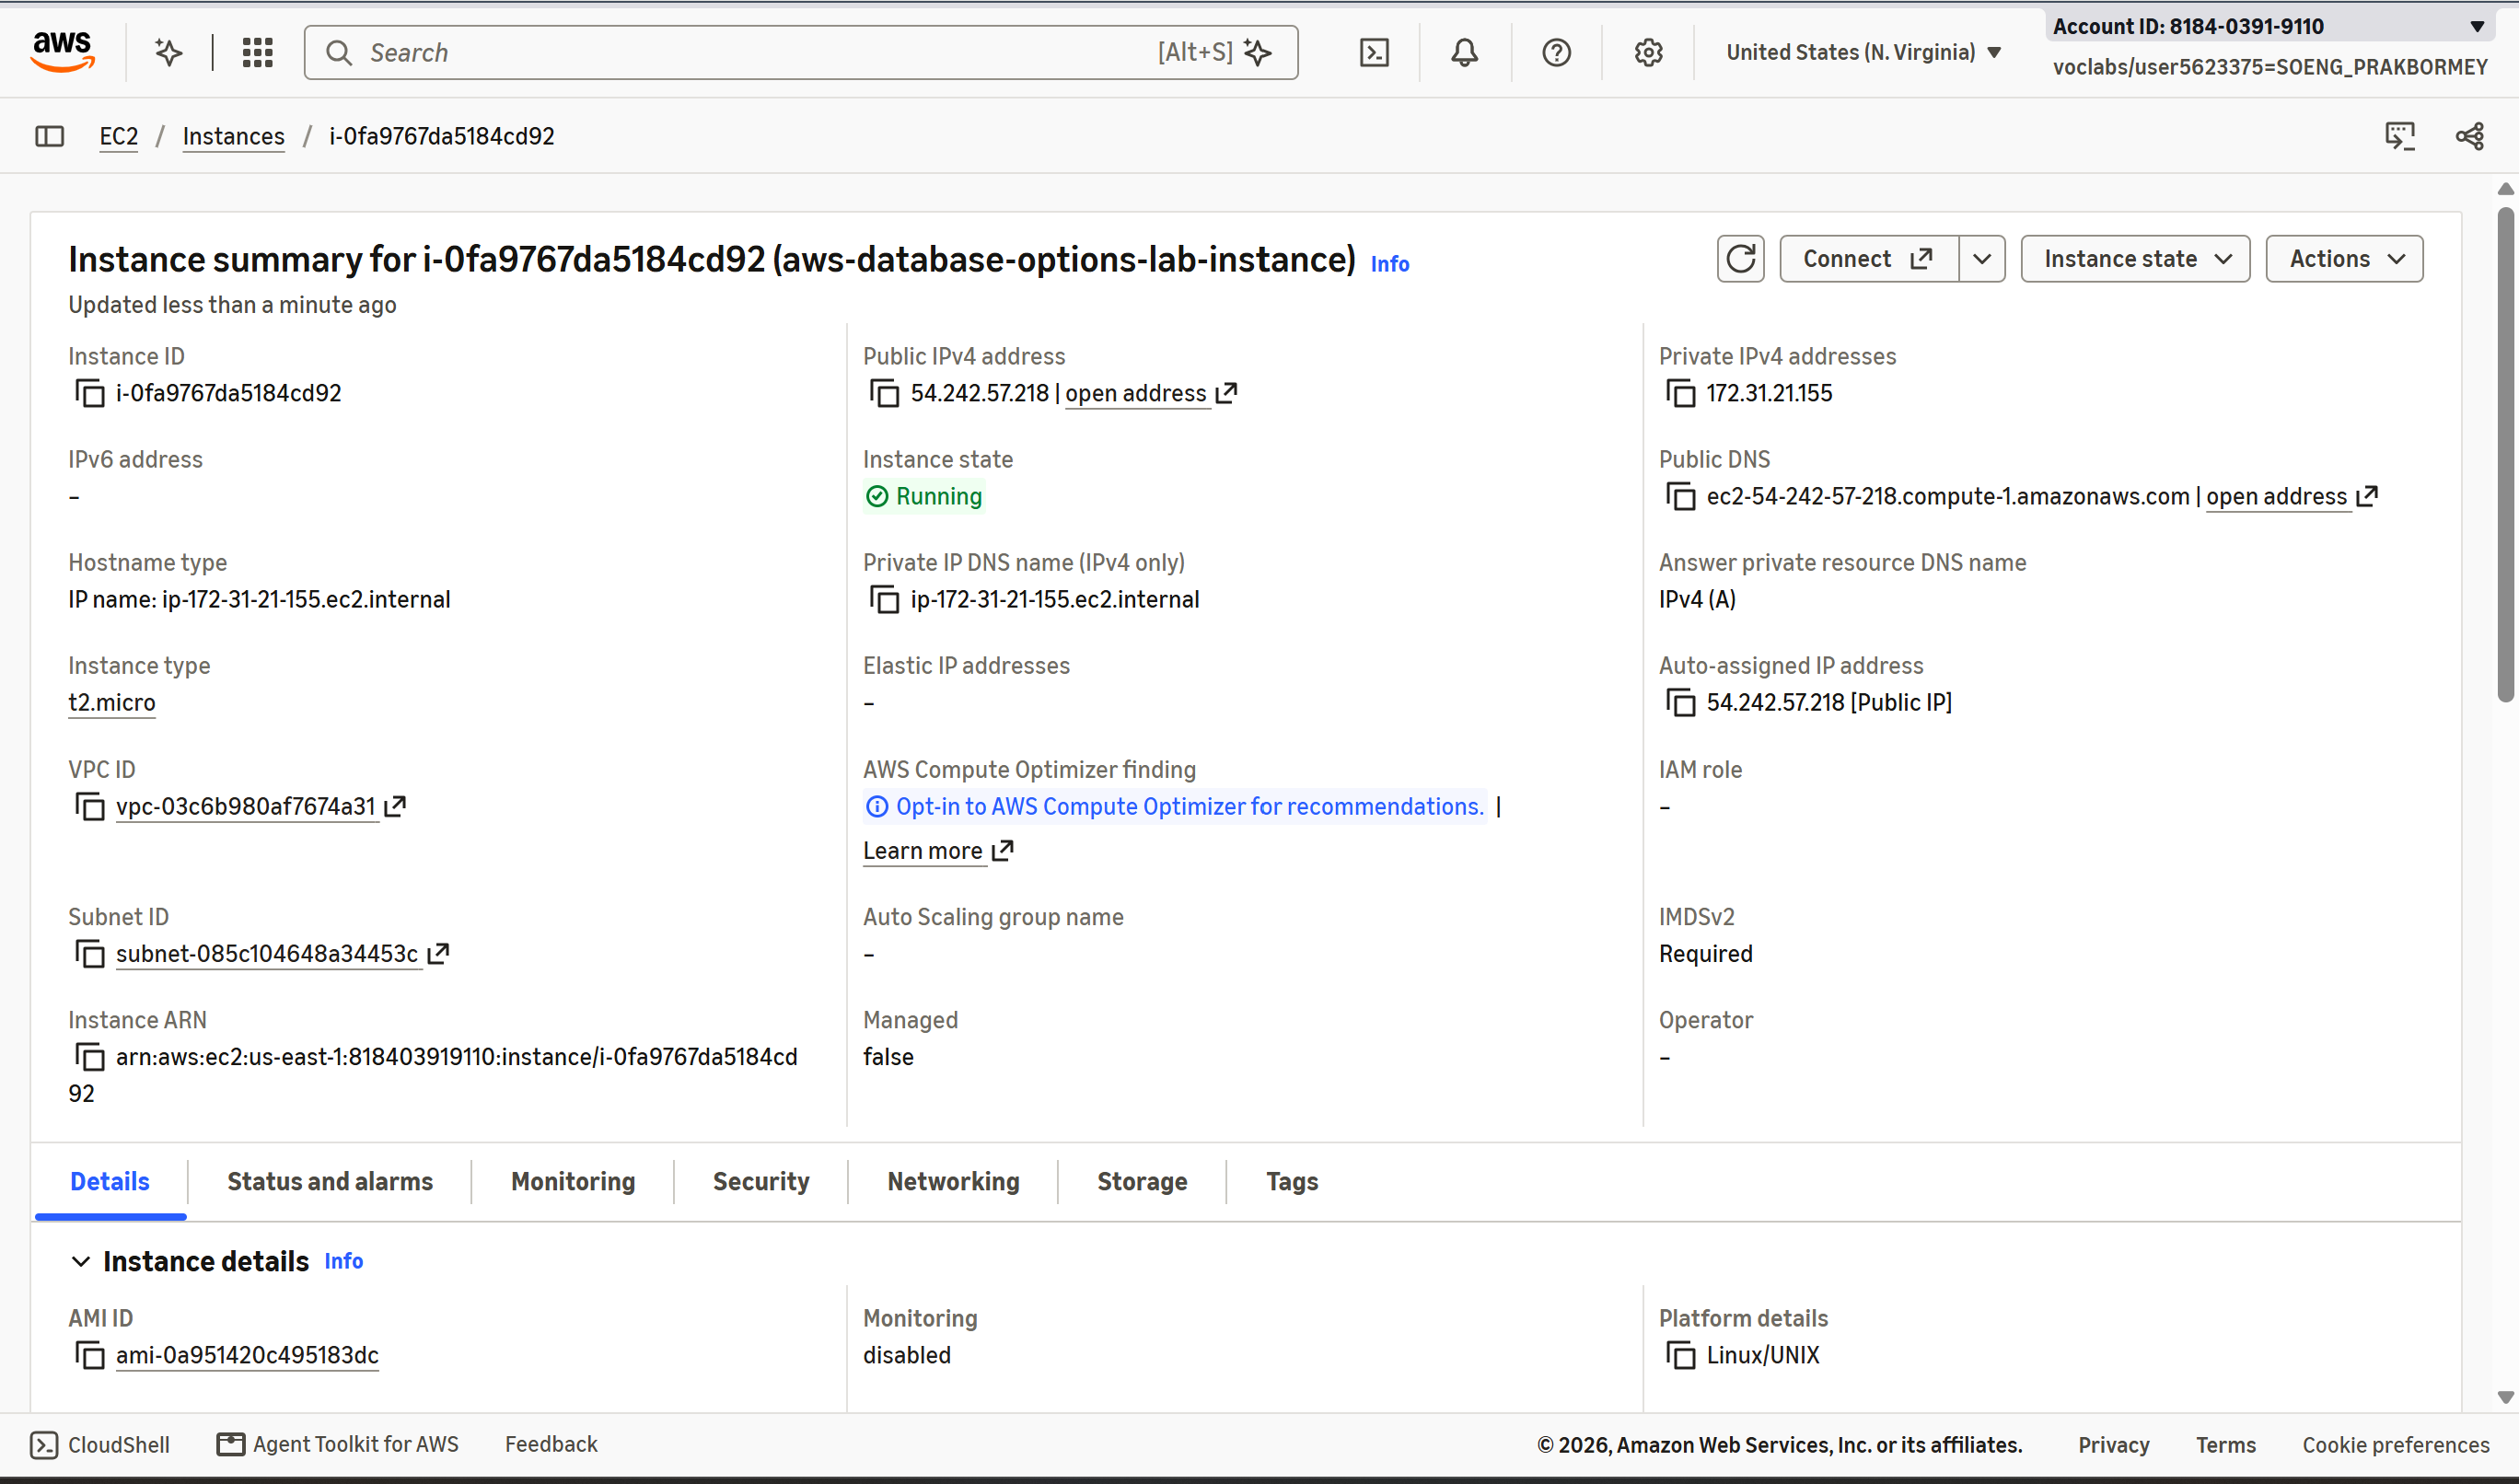 aws
Search [Alt+S]
United States (N. Virginia)
Account ID: 8184-0391-9110
voclabs/user5623375=SOENG_PRAKBORMEY
EC2 / Instances / i-0fa9767da5184cd92
Instance summary for i-0fa9767da5184cd92 (aws-database-options-lab-instance) Info
Connect
Instance state
Actions
Updated less than a minute ago
Instance ID
i-0fa9767da5184cd92
Public IPv4 address
54.242.57.218 | open address
Private IPv4 addresses
172.31.21.155
IPv6 address
–
Instance state
Running
Public DNS
ec2-54-242-57-218.compute-1.amazonaws.com | open address
Hostname type
IP name: ip-172-31-21-155.ec2.internal
Private IP DNS name (IPv4 only)
ip-172-31-21-155.ec2.internal
Answer private resource DNS name
IPv4 (A)
Instance type
t2.micro
Elastic IP addresses
–
Auto-assigned IP address
54.242.57.218 [Public IP]
VPC ID
vpc-03c6b980af7674a31
AWS Compute Optimizer finding
Opt-in to AWS Compute Optimizer for recommendations. |
Learn more
IAM role
–
Subnet ID
subnet-085c104648a34453c
Auto Scaling group name
–
IMDSv2
Required
Instance ARN
arn:aws:ec2:us-east-1:818403919110:instance/i-0fa9767da5184cd
92
Managed
false
Operator
–
Details
Status and alarms
Monitoring
Security
Networking
Storage
Tags
Instance details Info
AMI ID
ami-0a951420c495183dc
Monitoring
disabled
Platform details
Linux/UNIX
CloudShell
Agent Toolkit for AWS
Feedback
© 2026, Amazon Web Services, Inc. or its affiliates.
Privacy
Terms
Cookie preferences